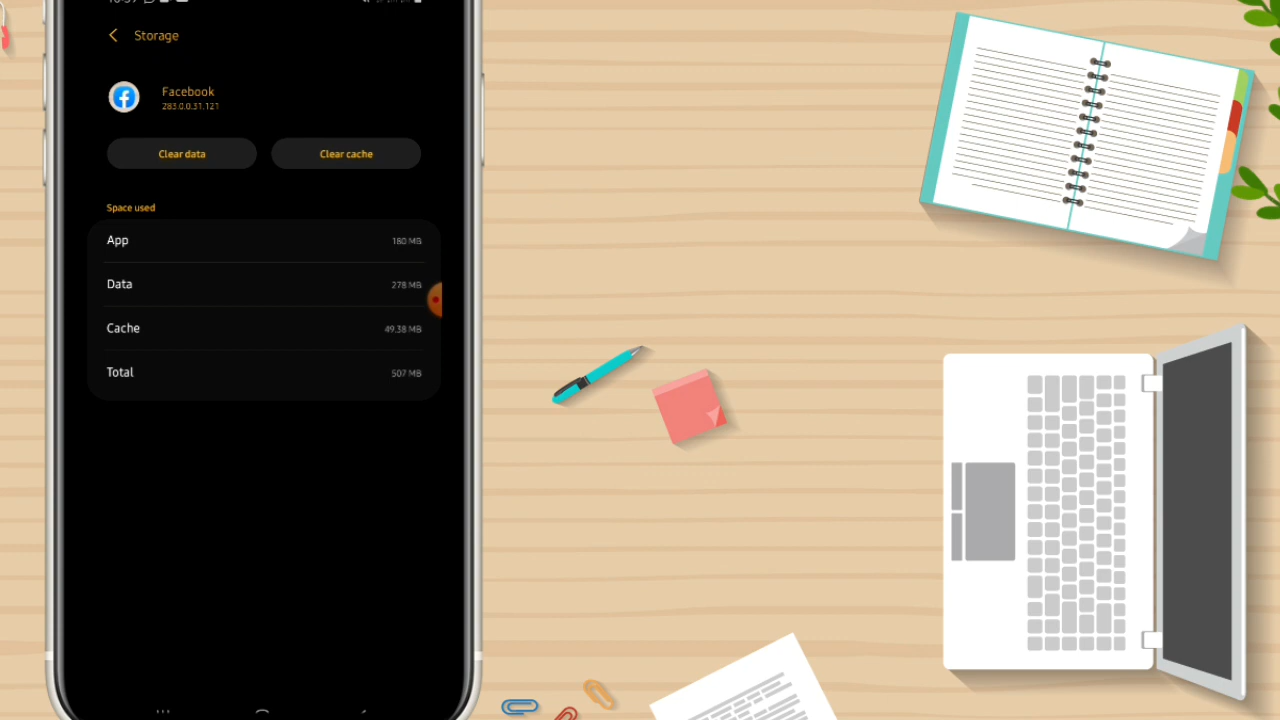 Storage
Facebook
283.0.0.31.121
Clear data
Clear cache
Space used
App
180 MB
Data
278 MB
Cache
49.38 MB
Total
507 MB